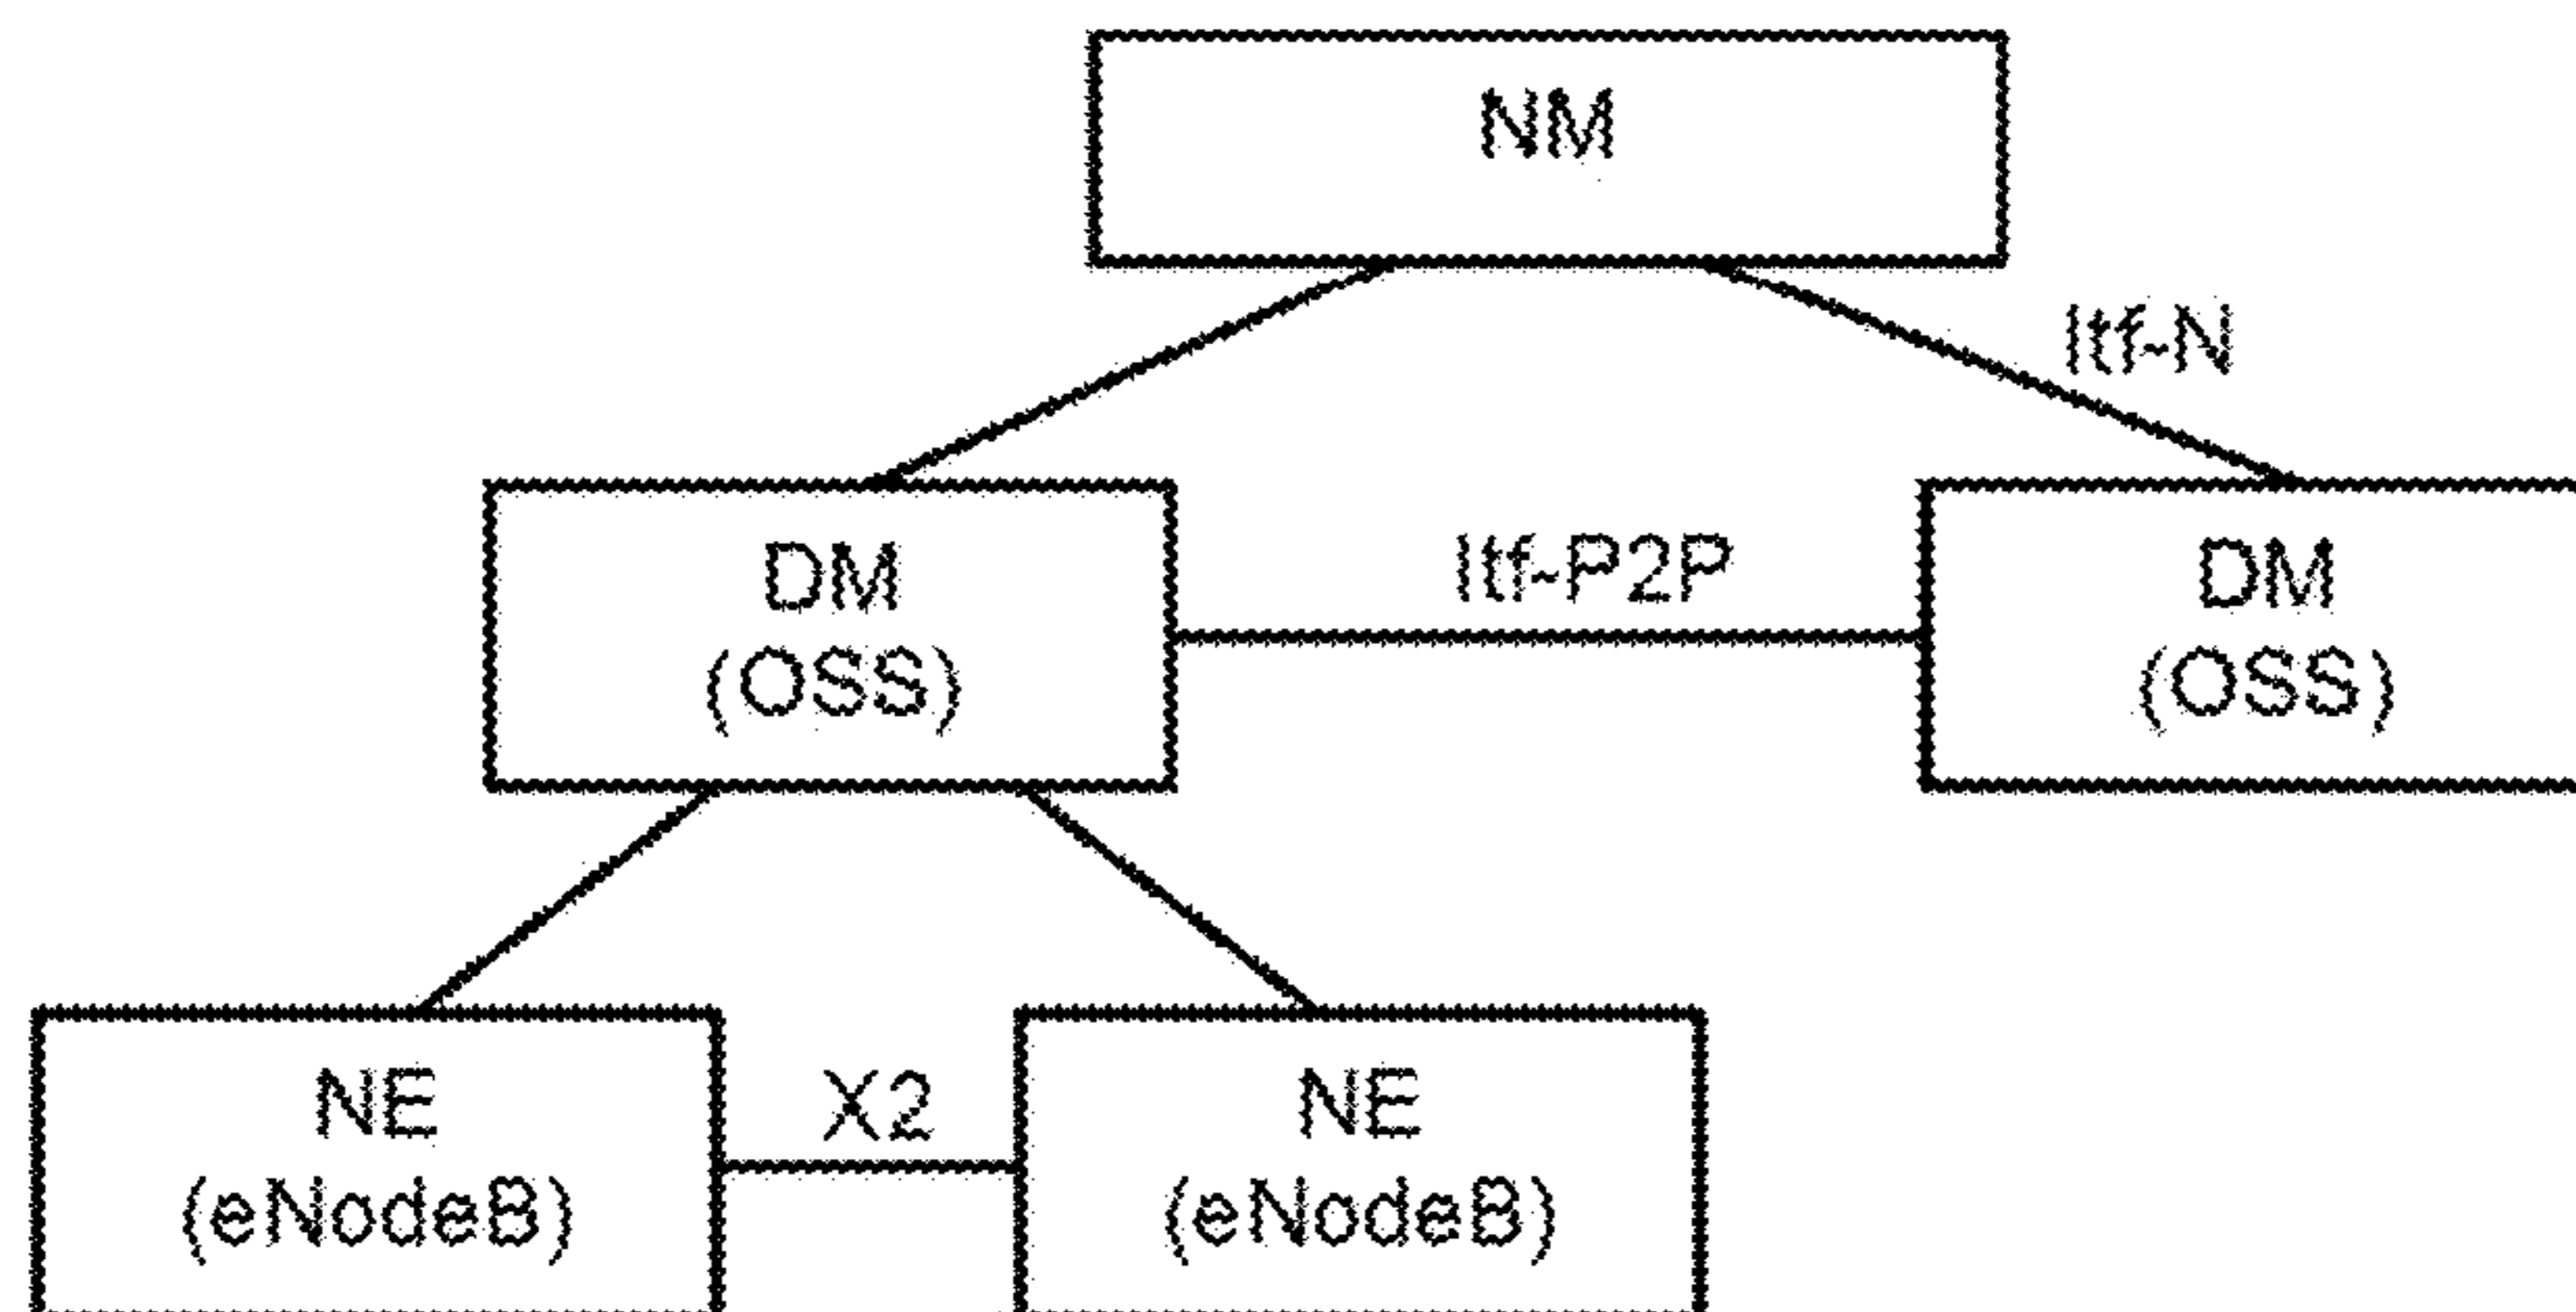 NM
Itf-N
DM
(OSS)
Itf-P2P
DM
(OSS)
NE
(eNodeB)
X2
NE
(eNodeB)